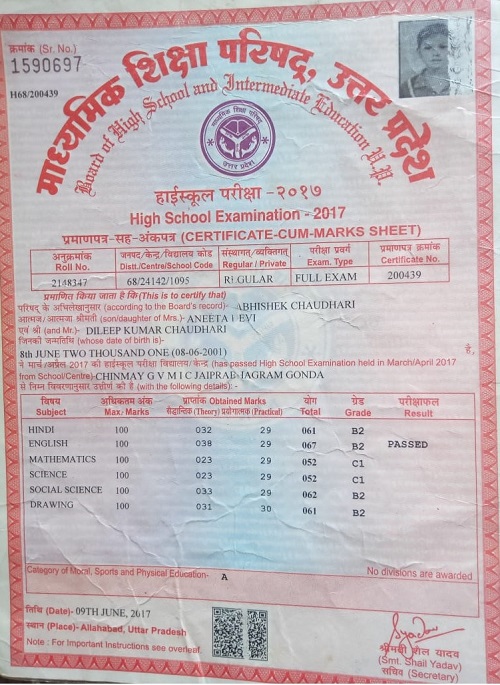 क्रमांक (Sr. No.)
1590697
H68/200439
माध्यमिक शिक्षा परिषद्, उत्तर प्रदेश
Board of High School and Intermediate Education U.P.
माध्यमिक शिक्षा परिषद्
उत्तर प्रदेश
हाईस्कूल परीक्षा -२०१७
High School Examination - 2017
प्रमाणपत्र-सह-अंकपत्र (CERTIFICATE-CUM-MARKS SHEET)
अनुक्रमांक जनपद/केन्द्र/विद्यालय कोड संस्थागत/व्यक्तिगत परीक्षा प्रवर्ग प्रमाणपत्र क्रमांक
Roll No. Distt./Centre/School Code Regular / Private Exam. Type Certificate No.
2148347 68/24142/1095 REGULAR FULL EXAM 200439
प्रमाणित किया जाता है कि(This is to certify that)
परिषद् के अभिलेखानुसार (according to the Board's record)- ABHISHEK CHAUDHARI
आत्मज/आत्मजा श्रीमती (son/daughter of Mrs.)- ANEETA DEVI
एवं श्री (and Mr.)- DILEEP KUMAR CHAUDHARI
जिनकी जन्मतिथि (whose date of birth is)-
8th JUNE TWO THOUSAND ONE (08-06-2001) है,
ने मार्च/अप्रैल 2017 की हाईस्कूल परीक्षा विद्यालय/केन्द्र (has passed High School Examination held in March/April 2017
from School/Centre)-CHINMAY G V M I C JAIPRAE JAGRAM GONDA
से निम्न विवरणानुसार उत्तीर्ण की है (with the following details): -
विषय अधिकतम अंक प्राप्तांक Obtained Marks योग ग्रेड परीक्षाफल
Subject Max. Marks सैद्धान्तिक (Theory) प्रयोगात्मक (Practical) Total Grade Result
HINDI 100 032 29 061 B2
ENGLISH 100 038 29 067 B2 PASSED
MATHEMATICS 100 023 29 052 C1
SCIENCE 100 023 29 052 C1
SOCIAL SCIENCE 100 033 29 062 B2
DRAWING 100 031 30 061 B2
Category of Moral, Sports and Physical Education- A No divisions are awarded
तिथि (Date)- 09TH JUNE, 2017
स्थान (Place)- Allahabad, Uttar Pradesh
Note : For Important Instructions see overleaf.
श्रीमती शैल यादव
(Smt. Shail Yadav)
सचिव (Secretary)